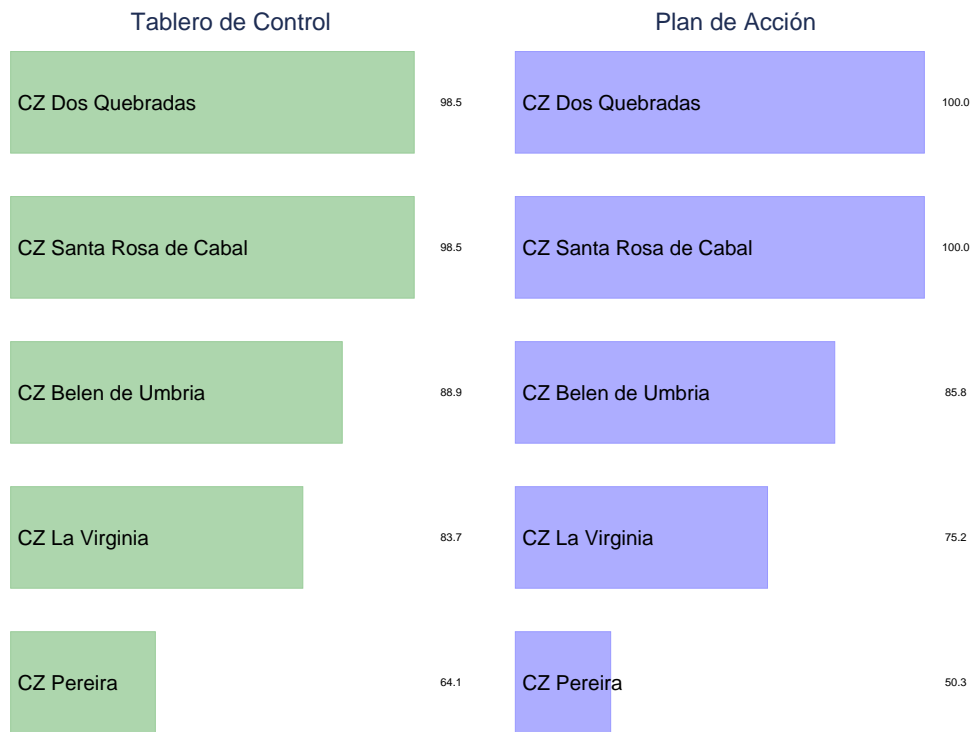 Tablero de Control
CZ Dos Quebradas 98.5
CZ Santa Rosa de Cabal 98.5
CZ Belen de Umbria 88.9
CZ La Virginia 83.7
CZ Pereira 64.1
Plan de Acción
CZ Dos Quebradas 100.0
CZ Santa Rosa de Cabal 100.0
CZ Belen de Umbria 85.8
CZ La Virginia 75.2
CZ Pereira 50.3